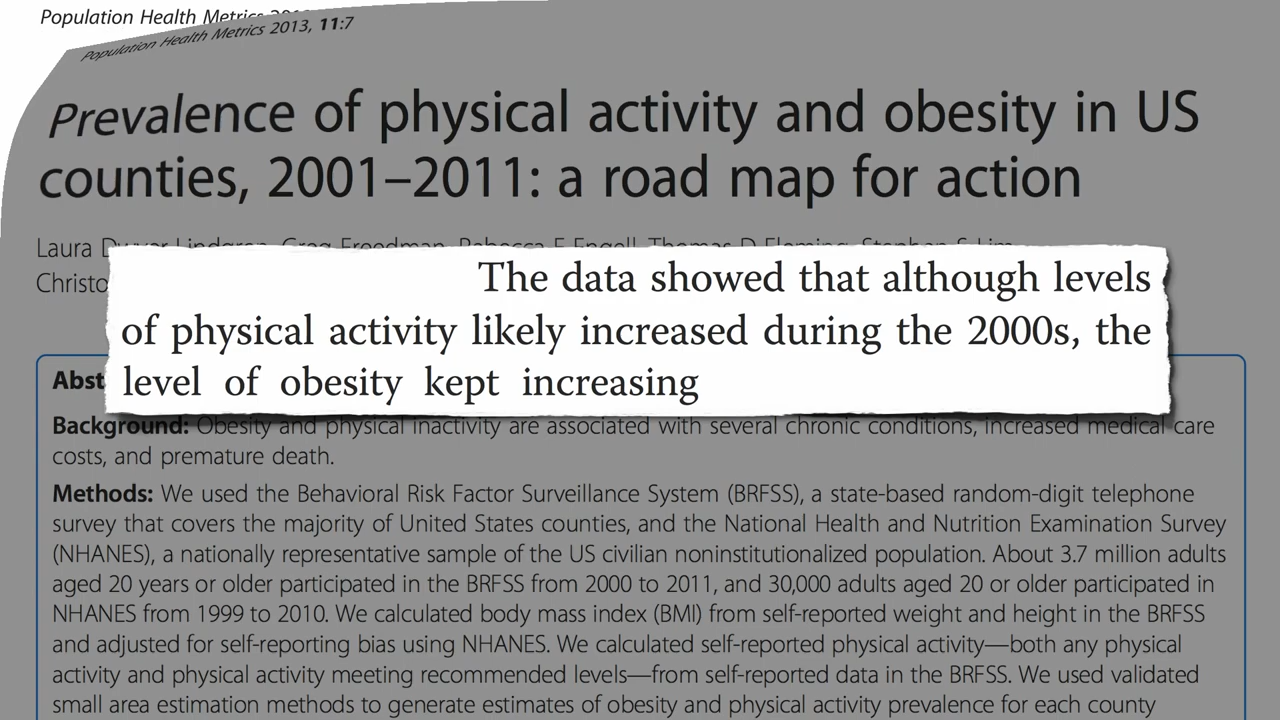 Population Health Metrics
Population Health Metrics 2013, 11:7
Prevalence of physical activity and obesity in US
counties, 2001–2011: a road map for action
Laura
Christo
The data showed that although levels
of physical activity likely increased during the 2000s, the
level of obesity kept increasing
Abst
Background: Obesity and physical inactivity are associated with several chronic conditions, increased medical care
costs, and premature death.
Methods: We used the Behavioral Risk Factor Surveillance System (BRFSS), a state-based random-digit telephone
survey that covers the majority of United States counties, and the National Health and Nutrition Examination Survey
(NHANES), a nationally representative sample of the US civilian noninstitutionalized population. About 3.7 million adults
aged 20 years or older participated in the BRFSS from 2000 to 2011, and 30,000 adults aged 20 or older participated in
NHANES from 1999 to 2010. We calculated body mass index (BMI) from self-reported weight and height in the BRFSS
and adjusted for self-reporting bias using NHANES. We calculated self-reported physical activity—both any physical
activity and physical activity meeting recommended levels—from self-reported data in the BRFSS. We used validated
small area estimation methods to generate estimates of obesity and physical activity prevalence for each county